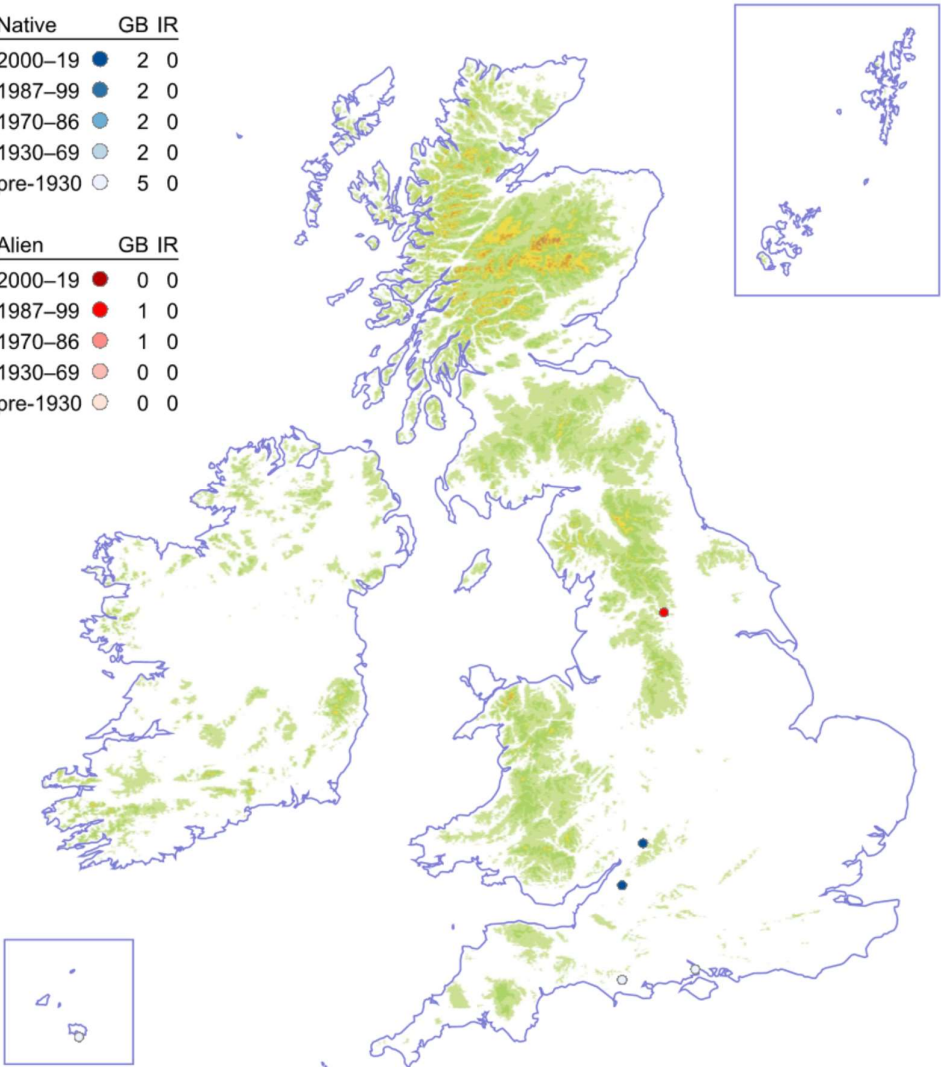 Native GB IR
2000–19 2 0
1987–99 2 0
1970–86 2 0
1930–69 2 0
pre-1930 5 0
Alien GB IR
2000–19 0 0
1987–99 1 0
1970–86 1 0
1930–69 0 0
pre-1930 0 0